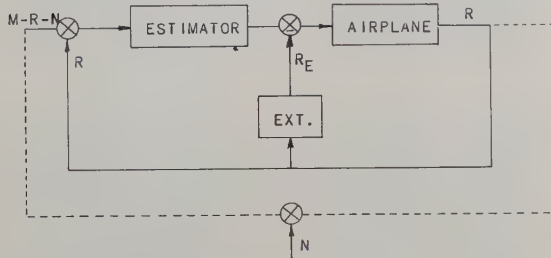 M-R-N
ESTIMATOR
AIRPLANE
R
R
R_E
EXT.
N